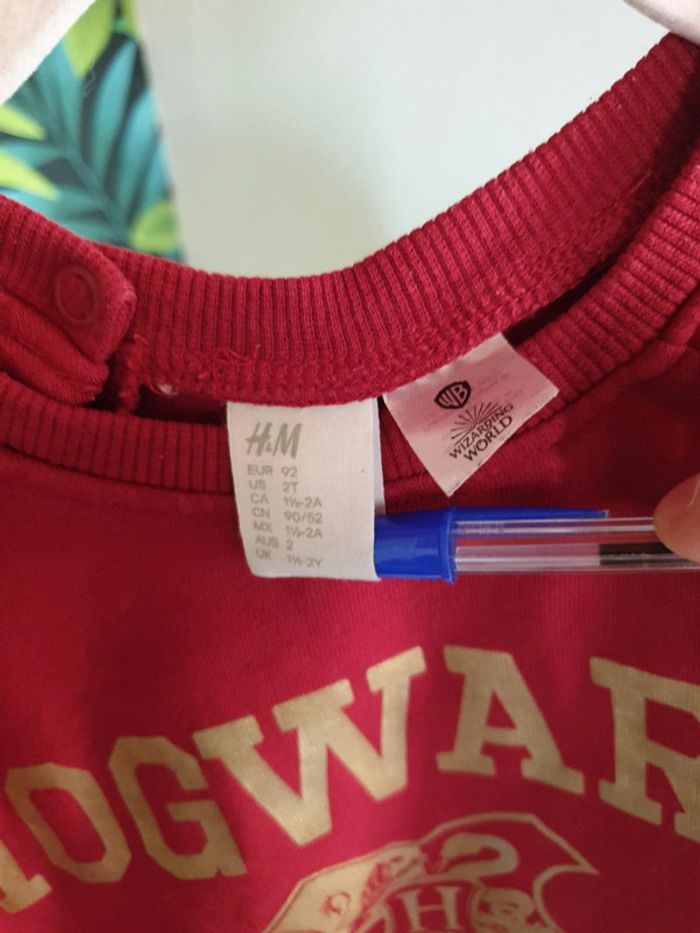 H&M
EUR 92
US 2T
CA 1½-2A
CN 90/52
MX 1½-2A
AUS 2
UK 1½-2Y
WB
WIZARDING
WORLD
HOGWAR
H